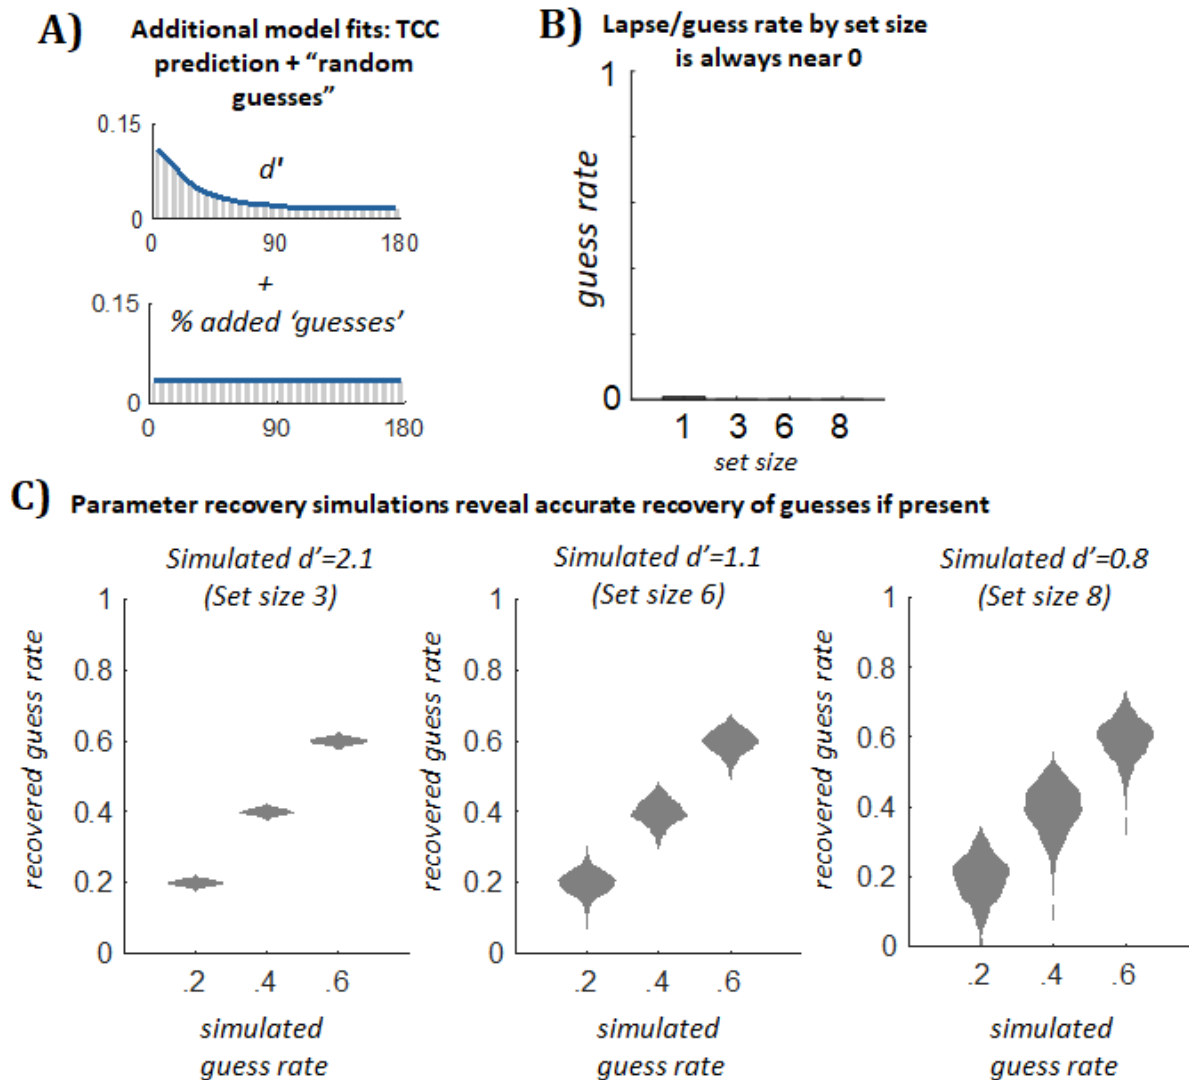 A)
Additional model fits: TCC
prediction + “random
guesses”
0.15
d'
0
0
90
180
+
0.15
% added ‘guesses’
0
0
90
180
B)
Lapse/guess rate by set size
is always near 0
1
guess rate
0
1 3 6 8
set size
C)
Parameter recovery simulations reveal accurate recovery of guesses if present
Simulated d’=2.1
(Set size 3)
1
0.8
0.6
0.4
0.2
0
recovered guess rate
.2 .4 .6
simulated
guess rate
Simulated d’=1.1
(Set size 6)
1
0.8
0.6
0.4
0.2
0
recovered guess rate
.2 .4 .6
simulated
guess rate
Simulated d’=0.8
(Set size 8)
1
0.8
0.6
0.4
0.2
0
recovered guess rate
.2 .4 .6
simulated
guess rate